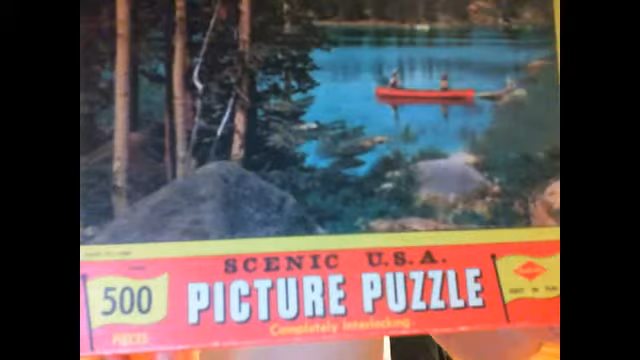 SCENIC U.S.A.
500
PIECES
PICTURE PUZZLE
Completely Interlocking